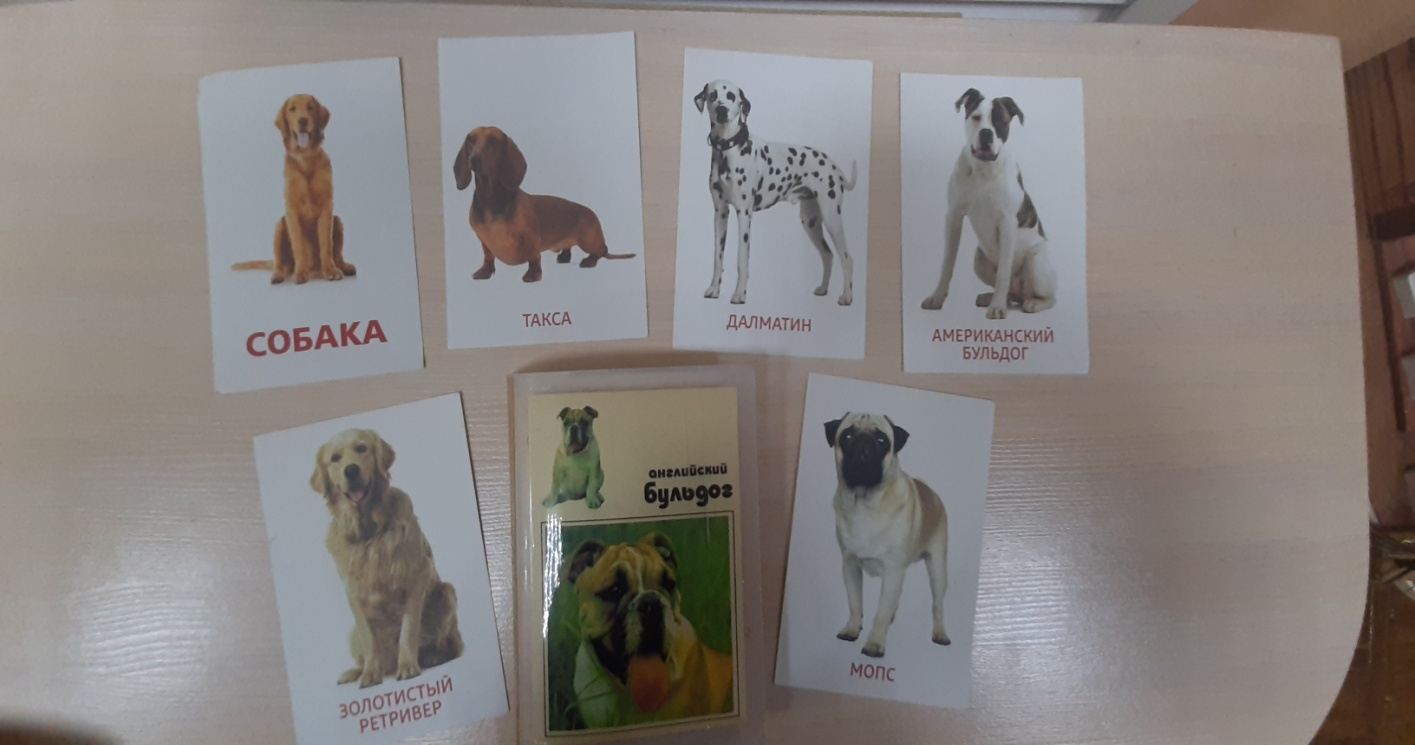 СОБАКА
ТАКСА
ДАЛМАТИН
АМЕРИКАНСКИЙ
БУЛЬДОГ
ЗОЛОТИСТЫЙ
РЕТРИВЕР
английский
бульдог
МОПС